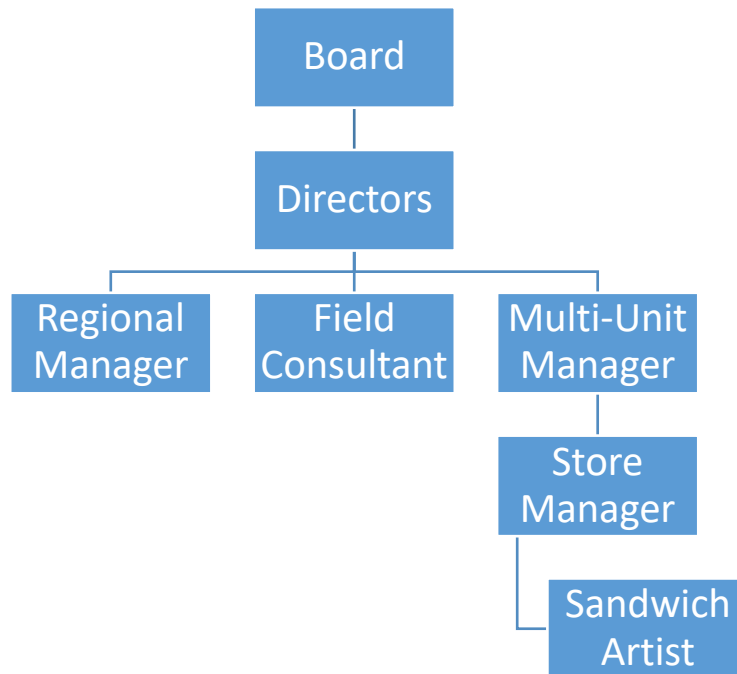 Board
Directors
Regional
Manager
Field
Consultant
Multi-Unit
Manager
Store
Manager
Sandwich
Artist